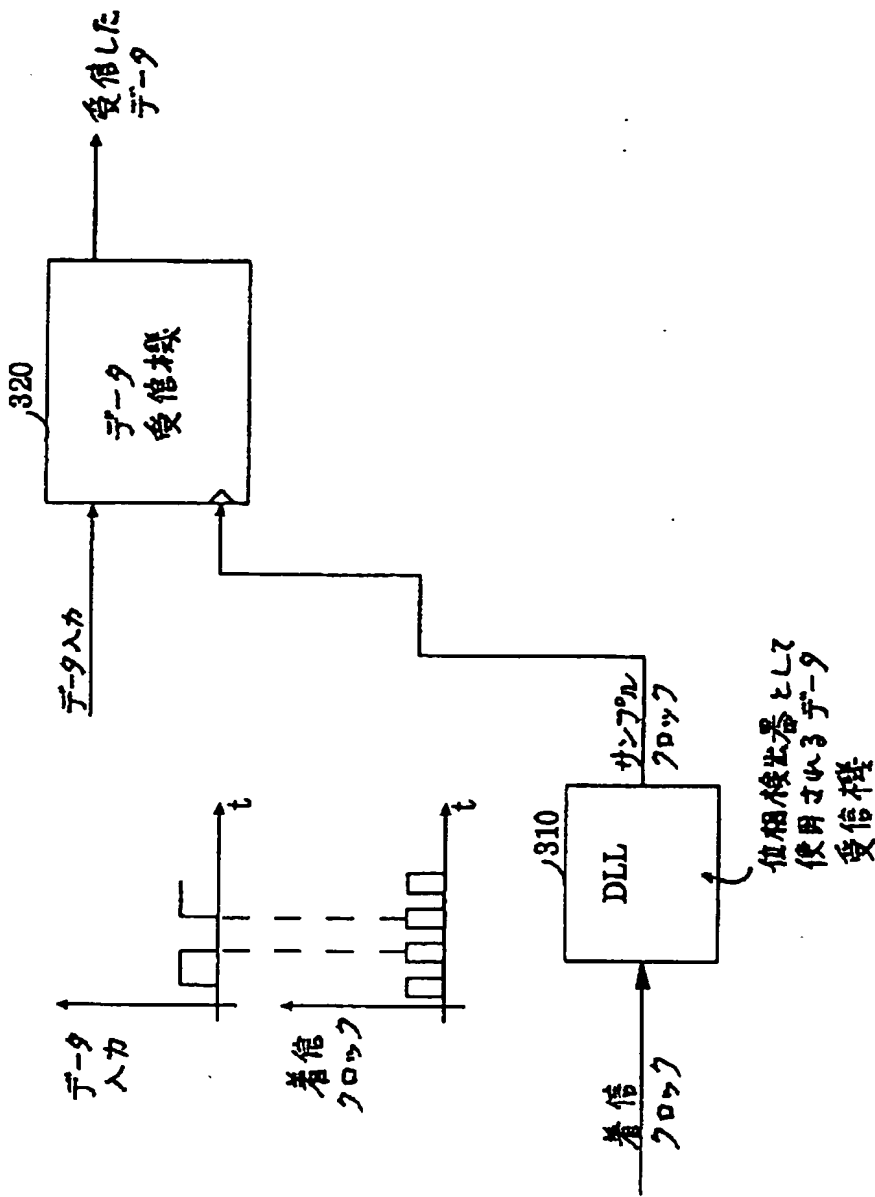 データ
入力
t
着信
クロック
t
データ入力
320
データ
受信機
受信した
データ
着信
クロック
310
DLL
サンプル
クロック
位相検出器として
使用されるデータ
受信機